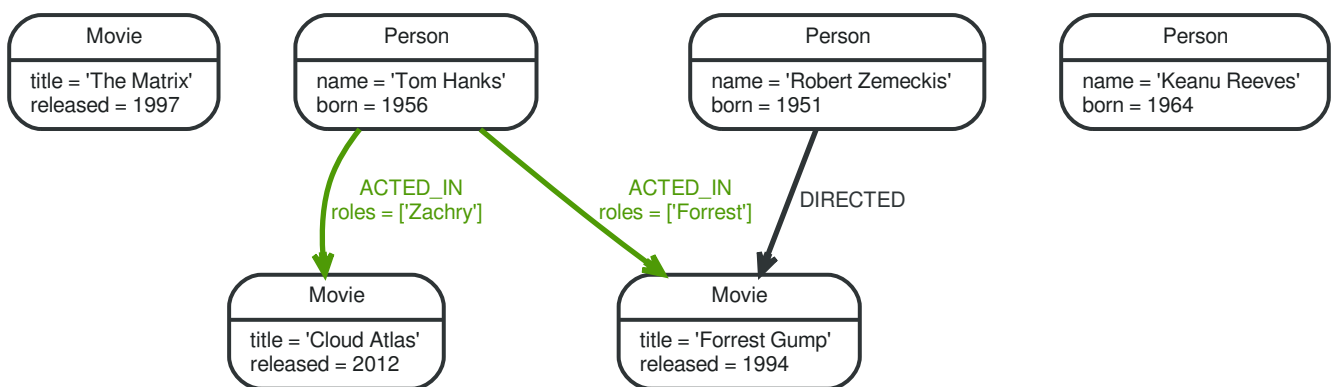 Movie
title = 'The Matrix'
released = 1997
Person
name = 'Tom Hanks'
born = 1956
Person
name = 'Robert Zemeckis'
born = 1951
Person
name = 'Keanu Reeves'
born = 1964
ACTED_IN
roles = ['Zachry']
ACTED_IN
roles = ['Forrest']
DIRECTED
Movie
title = 'Cloud Atlas'
released = 2012
Movie
title = 'Forrest Gump'
released = 1994